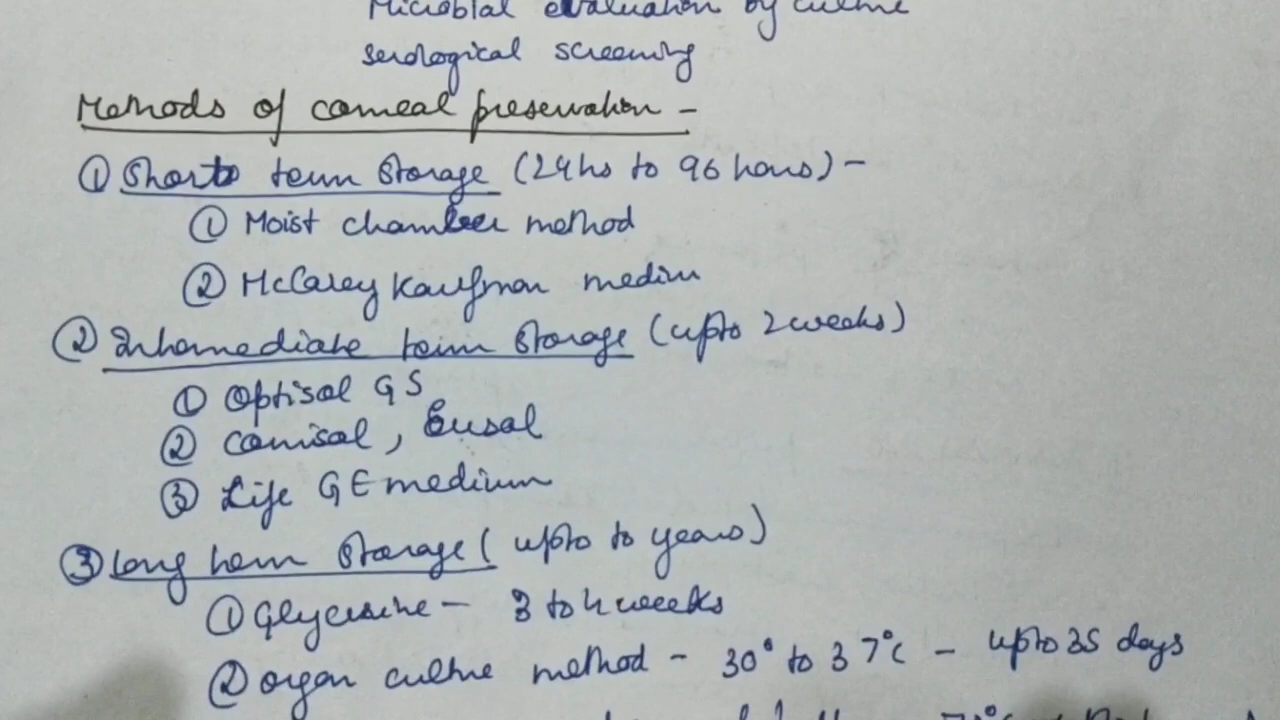 Microbial evaluation by culture
serological screening
Methods of corneal preservation -
① Short term storage (24hs to 96 hours) -
① Moist chamber method
② McCarey Kaufman medim
② Intermediate term storage (upto 2 weeks)
① Optisol GS
② Cornisol, Eusol
③ Life GE medium
③ Long term storage (upto to years)
① Glycerine - 3 to 4 weeks
② organ culture method - 30° to 37°c - upto 35 days